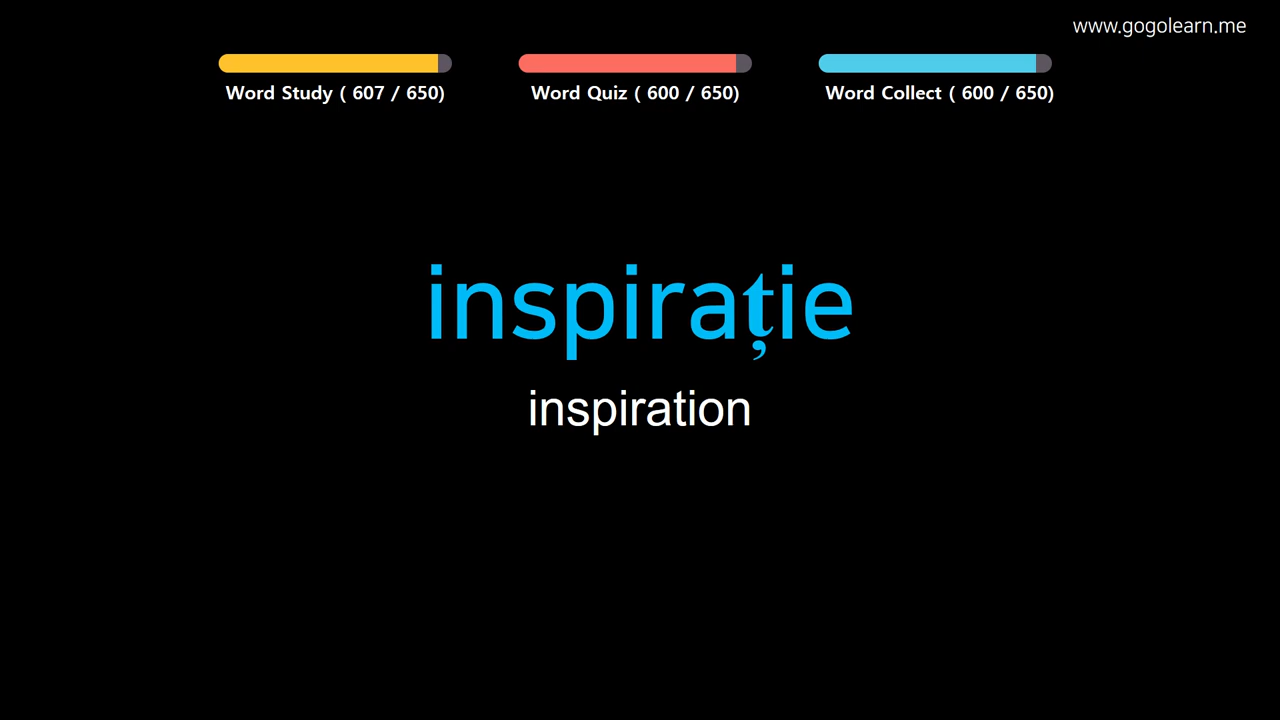 www.gogolearn.me
Word Study ( 607 / 650)
Word Quiz ( 600 / 650)
Word Collect ( 600 / 650)
inspirație
inspiration